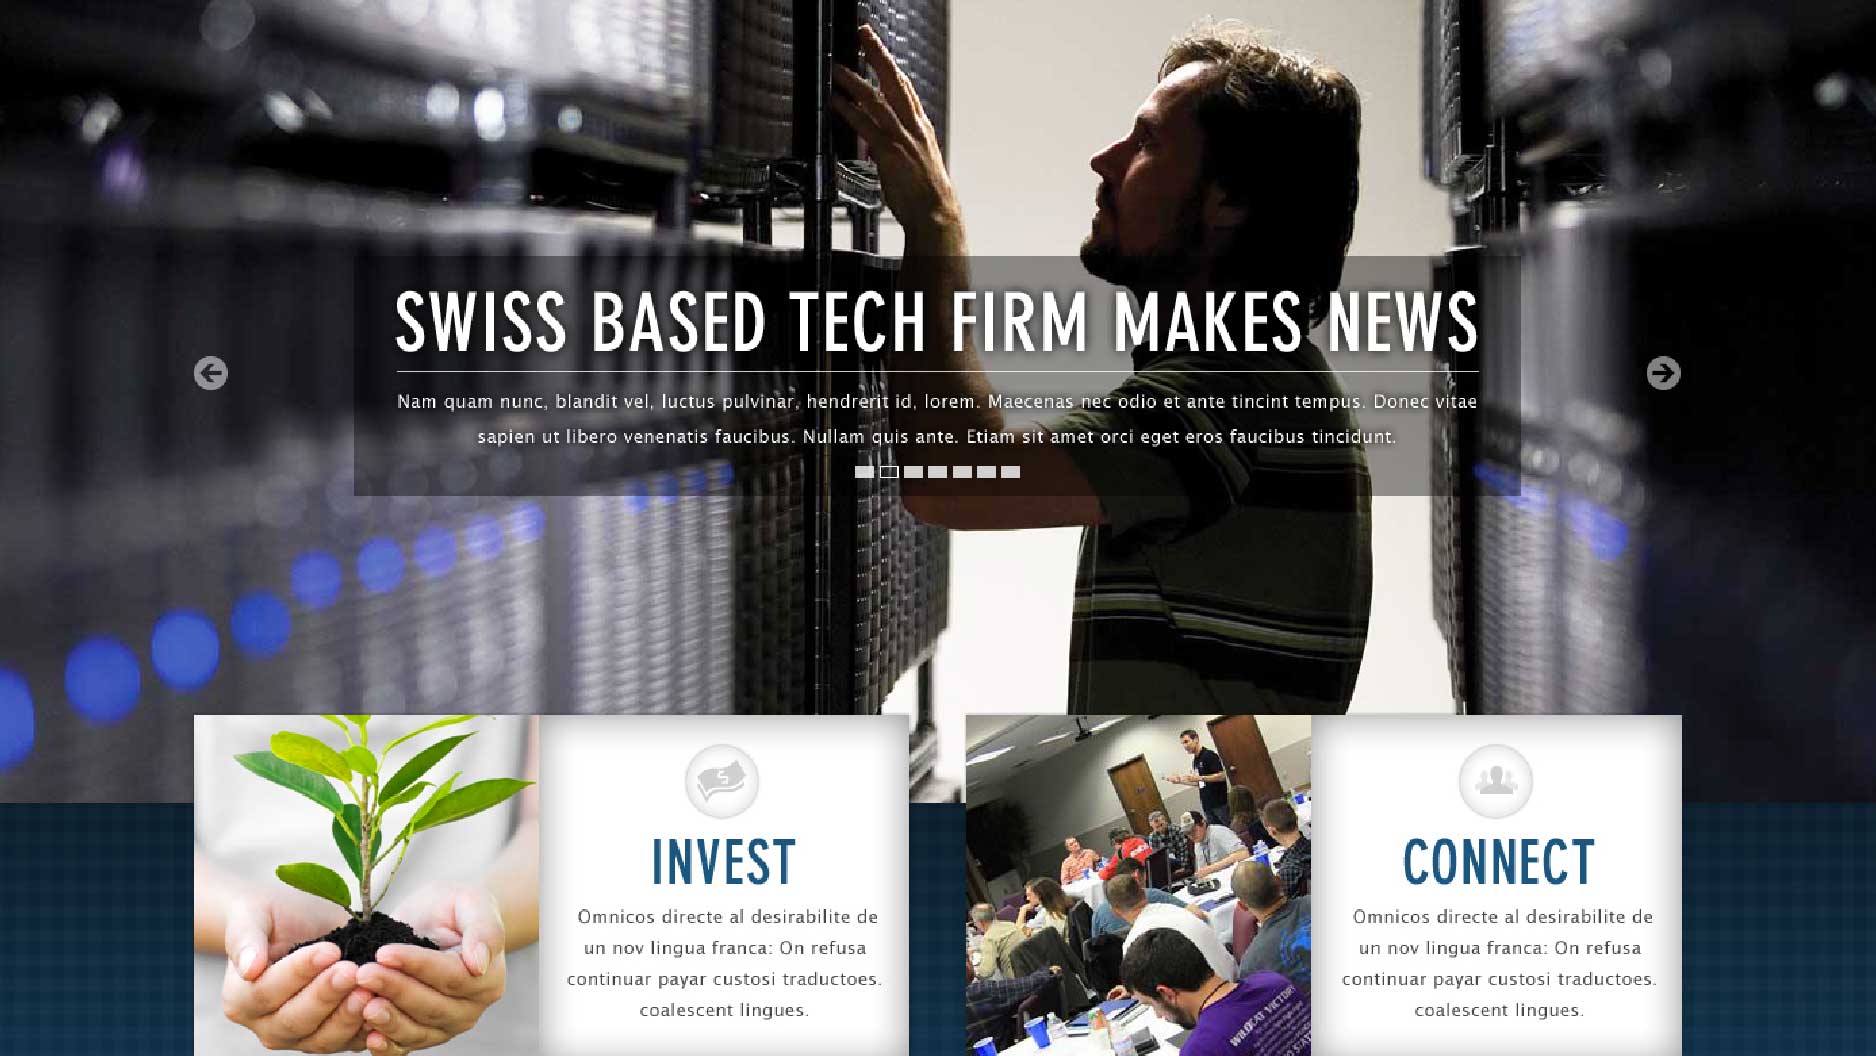 SWISS BASED TECH FIRM MAKES NEWS
Nam quam nunc, blandit vel, luctus pulvinar, hendrerit id, lorem. Maecenas nec odio et ante tincint tempus. Donec vitae
sapien ut libero venenatis faucibus. Nullam quis ante. Etiam sit amet orci eget eros faucibus tincidunt.
INVEST
Omnicos directe al desirabilite de
un nov lingua franca: On refusa
continuar payar custosi traductoes.
coalescent lingues.
WILDCAT VICTORY
CONNECT
Omnicos directe al desirabilite de
un nov lingua franca: On refusa
continuar payar custosi traductoes.
coalescent lingues.